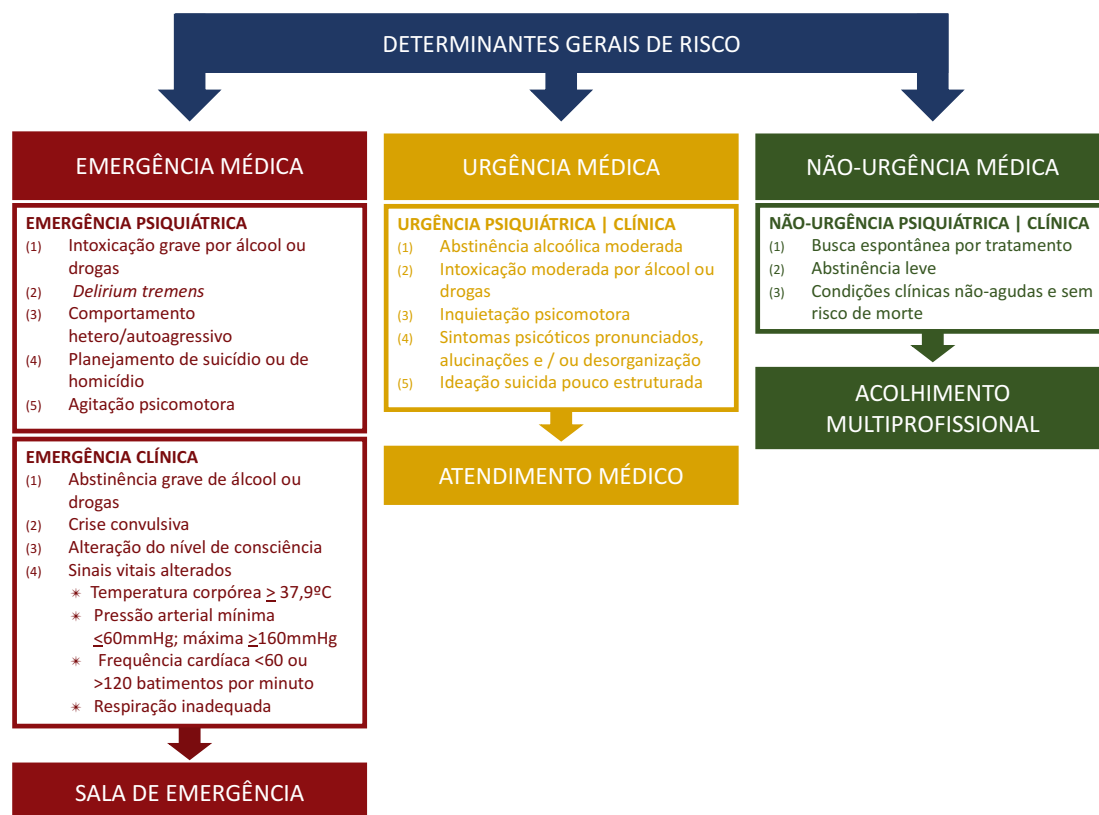 DETERMINANTES GERAIS DE RISCO
EMERGÊNCIA MÉDICA
EMERGÊNCIA PSIQUIÁTRICA
(1) Intoxicação grave por álcool ou
drogas
(2) Delirium tremens
(3) Comportamento
hetero/autoagressivo
(4) Planejamento de suicídio ou de
homicídio
(5) Agitação psicomotora
EMERGÊNCIA CLÍNICA
(1) Abstinência grave de álcool ou
drogas
(2) Crise convulsiva
(3) Alteração do nível de consciência
(4) Sinais vitais alterados
✴ Temperatura corpórea ≥ 37,9ºC
✴ Pressão arterial mínima
≤60mmHg; máxima ≥160mmHg
✴ Frequência cardíaca <60 ou
>120 batimentos por minuto
✴ Respiração inadequada
SALA DE EMERGÊNCIA
URGÊNCIA MÉDICA
URGÊNCIA PSIQUIÁTRICA | CLÍNICA
(1) Abstinência alcoólica moderada
(2) Intoxicação moderada por álcool ou
drogas
(3) Inquietação psicomotora
(4) Sintomas psicóticos pronunciados,
alucinações e / ou desorganização
(5) Ideação suicida pouco estruturada
ATENDIMENTO MÉDICO
NÃO-URGÊNCIA MÉDICA
NÃO-URGÊNCIA PSIQUIÁTRICA | CLÍNICA
(1) Busca espontânea por tratamento
(2) Abstinência leve
(3) Condições clínicas não-agudas e sem
risco de morte
ACOLHIMENTO
MULTIPROFISSIONAL